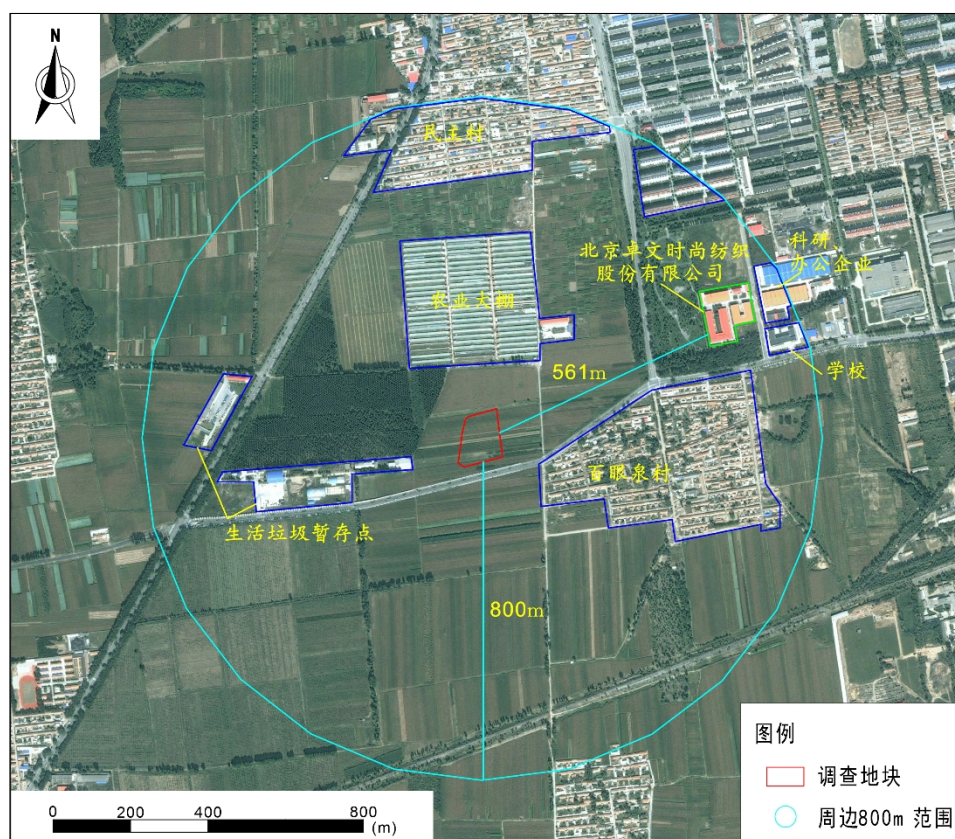 N
民主村
北京卓文时尚纺织
股份有限公司
科研、
办公企业
农业大棚
561m
学校
百眼泉村
生活垃圾暂存点
800m
图例
调查地块
周边800m 范围
0 200 400 800
(m)